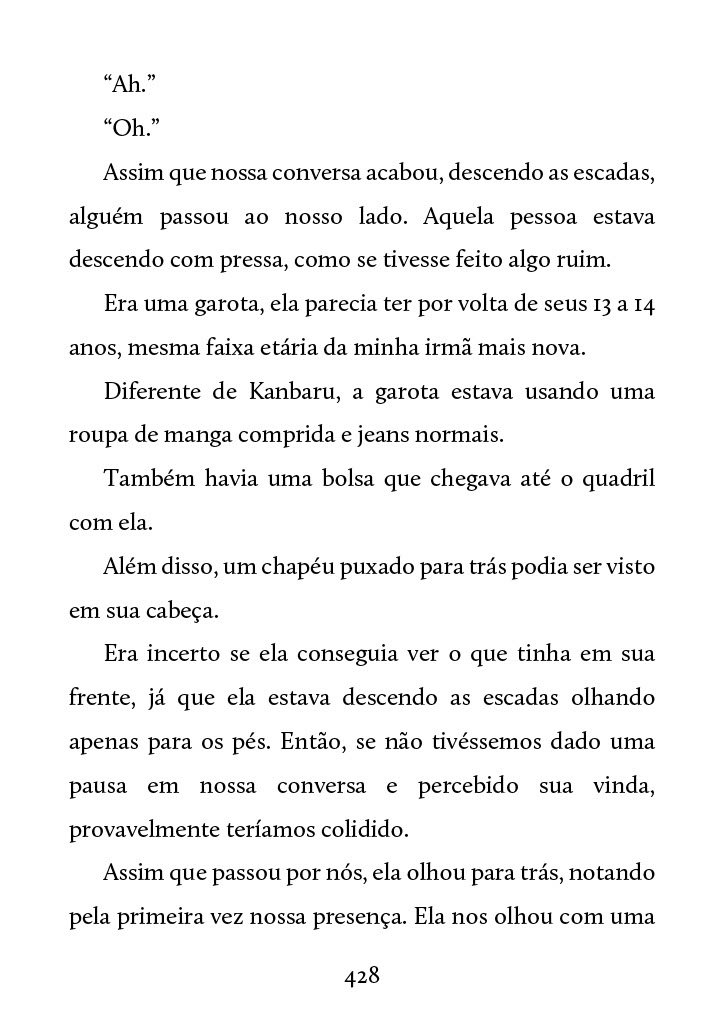 “Ah.”
“Oh.”
Assim que nossa conversa acabou, descendo as escadas,
alguém passou ao nosso lado. Aquela pessoa estava
descendo com pressa, como se tivesse feito algo ruim.
Era uma garota, ela parecia ter por volta de seus 13 a 14
anos, mesma faixa etária da minha irmã mais nova.
Diferente de Kanbaru, a garota estava usando uma
roupa de manga comprida e jeans normais.
Também havia uma bolsa que chegava até o quadril
com ela.
Além disso, um chapéu puxado para trás podia ser visto
em sua cabeça.
Era incerto se ela conseguia ver o que tinha em sua
frente, já que ela estava descendo as escadas olhando
apenas para os pés. Então, se não tivéssemos dado uma
pausa em nossa conversa e percebido sua vinda,
provavelmente teríamos colidido.
Assim que passou por nós, ela olhou para trás, notando
pela primeira vez nossa presença. Ela nos olhou com uma
428